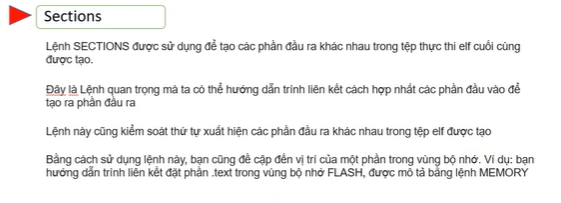 Sections
Lệnh SECTIONS được sử dụng để tạo các phần đầu ra khác nhau trong tệp thực thi elf cuối cùng
được tạo.
Đây là Lệnh quan trọng mà ta có thể hướng dẫn trình liên kết cách hợp nhất các phần đầu vào để
tạo ra phần đầu ra
Lệnh này cũng kiểm soát thứ tự xuất hiện các phần đầu ra khác nhau trong tệp elf được tạo
Bằng cách sử dụng lệnh này, bạn cũng đề cập đến vị trí của một phần trong vùng bộ nhớ. Ví dụ: bạn
hướng dẫn trình liên kết đặt phần .text trong vùng bộ nhớ FLASH, được mô tả bằng lệnh MEMORY